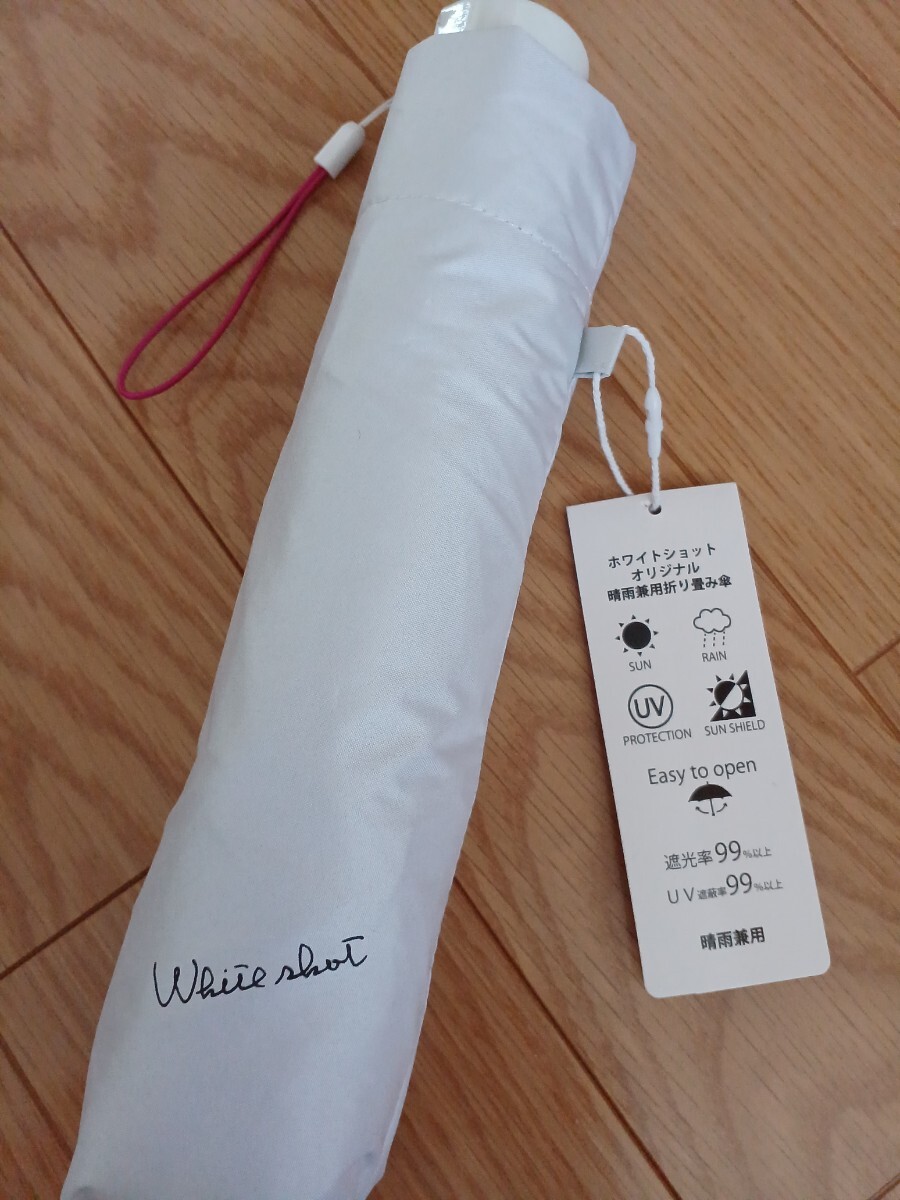 ホワイトショット
オリジナル
晴雨兼用折り畳み傘
SUN
RAIN
UV
PROTECTION
SUN SHIELD
Easy to open
遮光率99%以上
UV遮蔽率99%以上
晴雨兼用
White shot